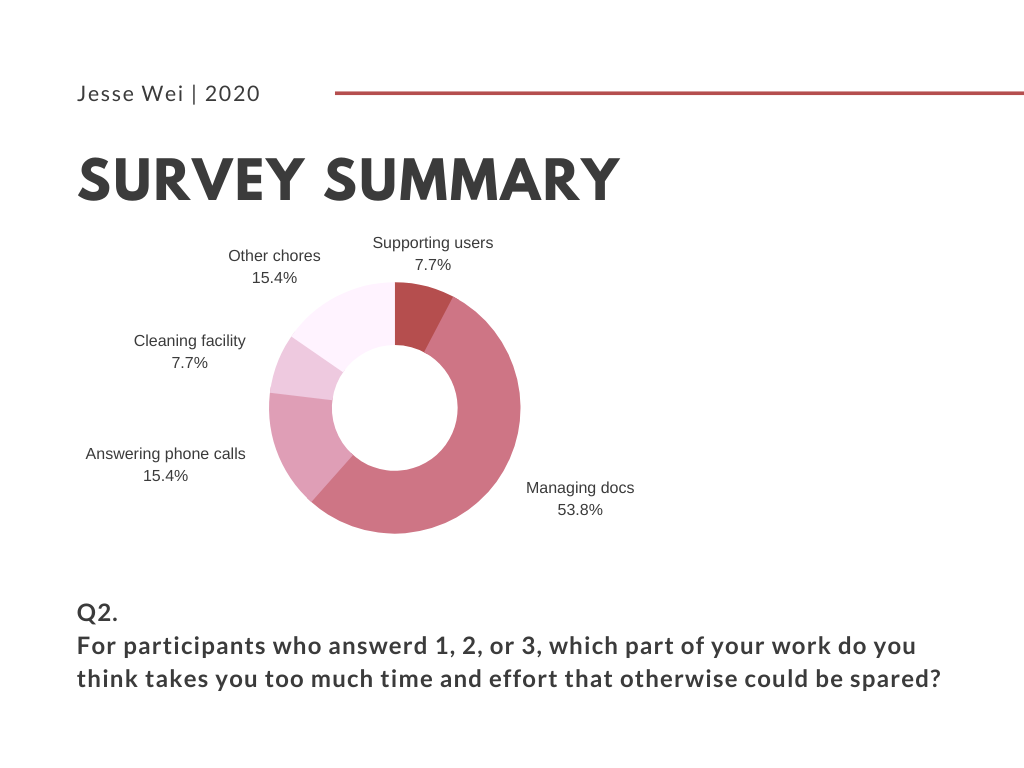 Jesse Wei | 2020
SURVEY SUMMARY
Supporting users
7.7%
Other chores
15.4%
Cleaning facility
7.7%
Answering phone calls
15.4%
Managing docs
53.8%
Q2.
For participants who answerd 1, 2, or 3, which part of your work do you
think takes you too much time and effort that otherwise could be spared?